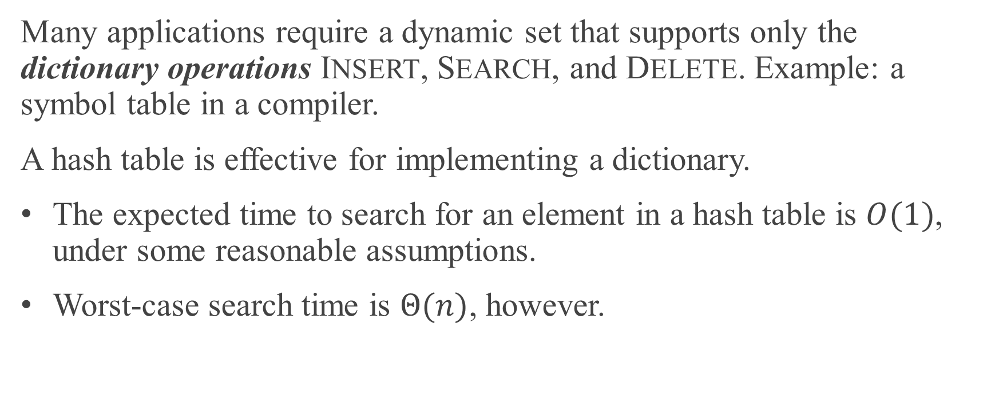 Many applications require a dynamic set that supports only the
dictionary operations INSERT, SEARCH, and DELETE. Example: a
symbol table in a compiler.
A hash table is effective for implementing a dictionary.
• The expected time to search for an element in a hash table is O(1),
under some reasonable assumptions.
• Worst-case search time is Θ(n), however.